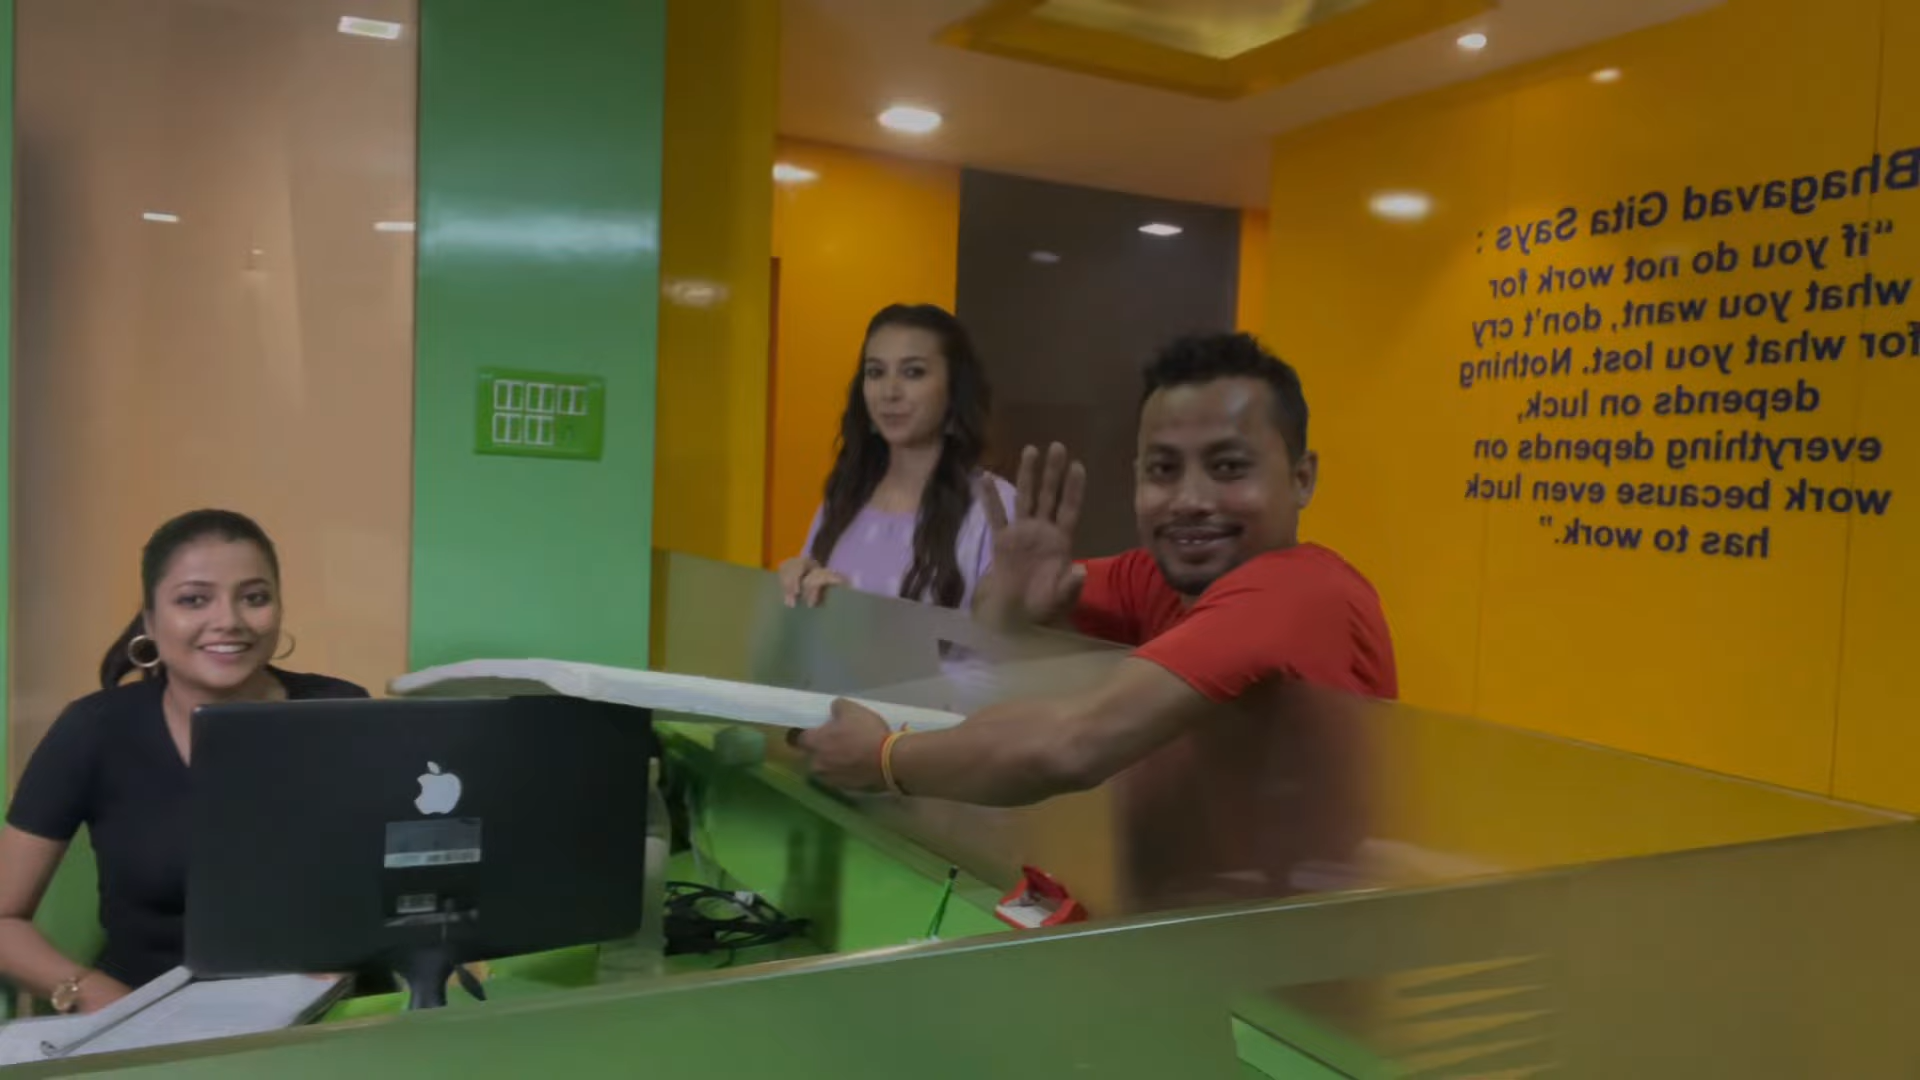 Bhagavad Gita Says :
"if you do not work for
what you want, don't cry
for what you lost. Nothing
depends on luck,
everything depends on
work because even luck
has to work."